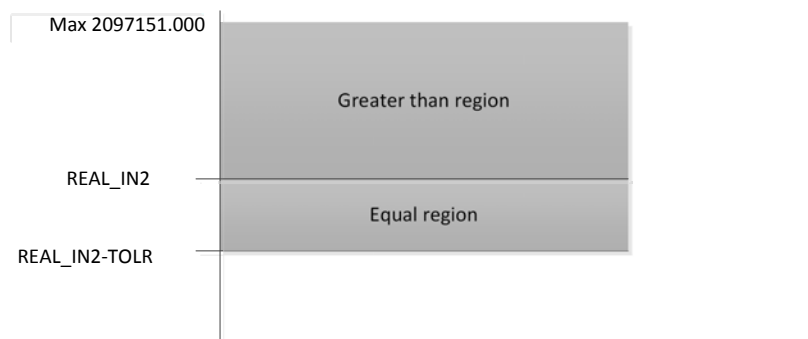 Max 2097151.000
Greater than region
REAL_IN2
Equal region
REAL_IN2-TOLR